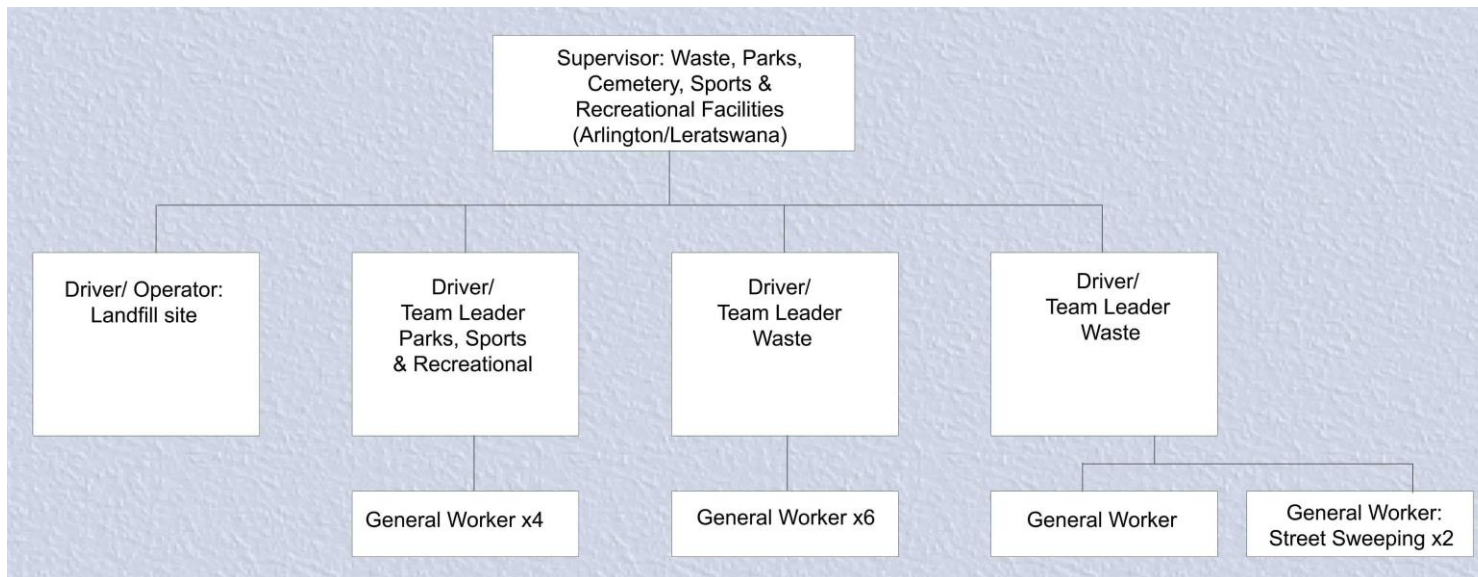 Supervisor: Waste, Parks,
Cemetery, Sports &
Recreational Facilities
(Arlington/Leratswana)
Driver/ Operator:
Landfill site
Driver/
Team Leader
Parks, Sports
& Recreational
Driver/
Team Leader
Waste
Driver/
Team Leader
Waste
General Worker x4
General Worker x6
General Worker
General Worker:
Street Sweeping x2